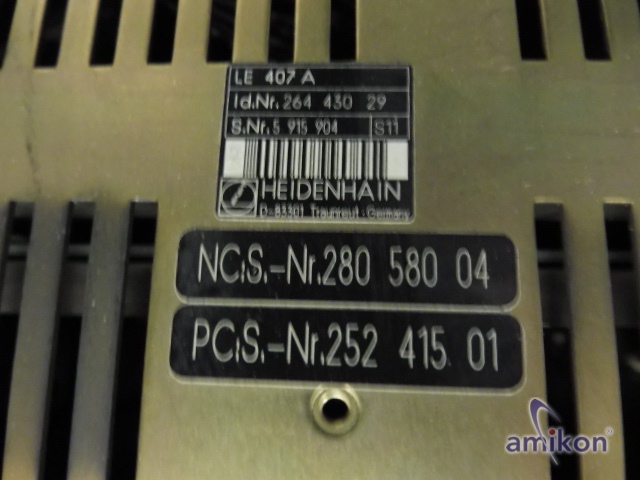 LE 407 A
Id.Nr. 264 430 29
S.Nr. 5 915 904 S11
HEIDENHAIN
D-83301 Traunreut · Germany
NC:S.-Nr. 280 580 04
PC:S.-Nr. 252 415 01
amikon®